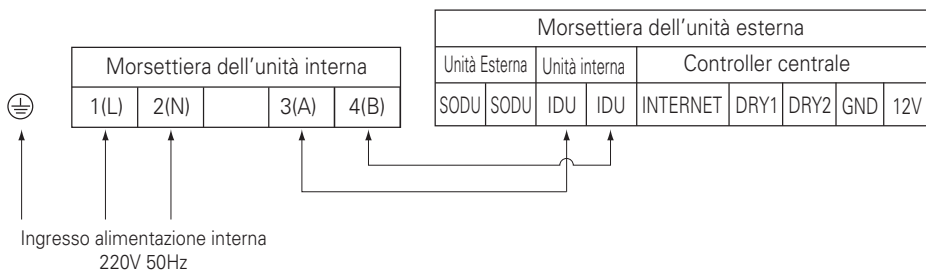 Morsettiera dell'unità esterna
Morsettiera dell'unità interna
Unità Esterna Unità interna Controller centrale
1(L) 2(N) 3(A) 4(B)
SODU SODU IDU IDU INTERNET DRY1 DRY2 GND 12V
Ingresso alimentazione interna
220V 50Hz